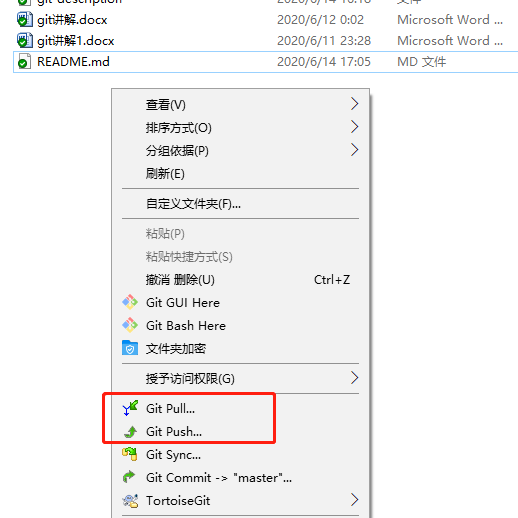 git-description 2020/6/14 16:18 文件
git讲解.docx 2020/6/12 0:02 Microsoft Word ...
git讲解1.docx 2020/6/11 23:28 Microsoft Word ...
README.md 2020/6/14 17:05 MD 文件
查看(V)
排序方式(O)
分组依据(P)
刷新(E)
自定义文件夹(F)...
粘贴(P)
粘贴快捷方式(S)
撤消 删除(U) Ctrl+Z
Git GUI Here
Git Bash Here
文件夹加密
授予访问权限(G)
Git Pull...
Git Push...
Git Sync...
Git Commit -> "master"...
TortoiseGit